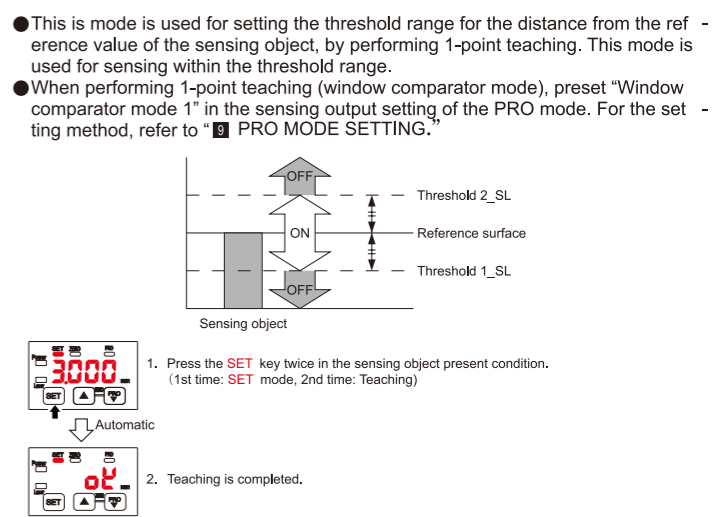 ●This is mode is used for setting the threshold range for the distance from the ref -
erence value of the sensing object, by performing 1-point teaching. This mode is
used for sensing within the threshold range.
●When performing 1-point teaching (window comparator mode), preset “Window
comparator mode 1” in the sensing output setting of the PRO mode. For the set -
ting method, refer to “ 9 PRO MODE SETTING.”
OFF
Threshold 2_SL
ON
Reference surface
Threshold 1_SL
OFF
Sensing object
SET ZERO PRO
Power
3.000 mm
Laser
SET PRO
1. Press the SET key twice in the sensing object present condition.
(1st time: SET mode, 2nd time: Teaching)
Automatic
SET ZERO PRO
Power
oK
Laser
SET PRO
2. Teaching is completed.